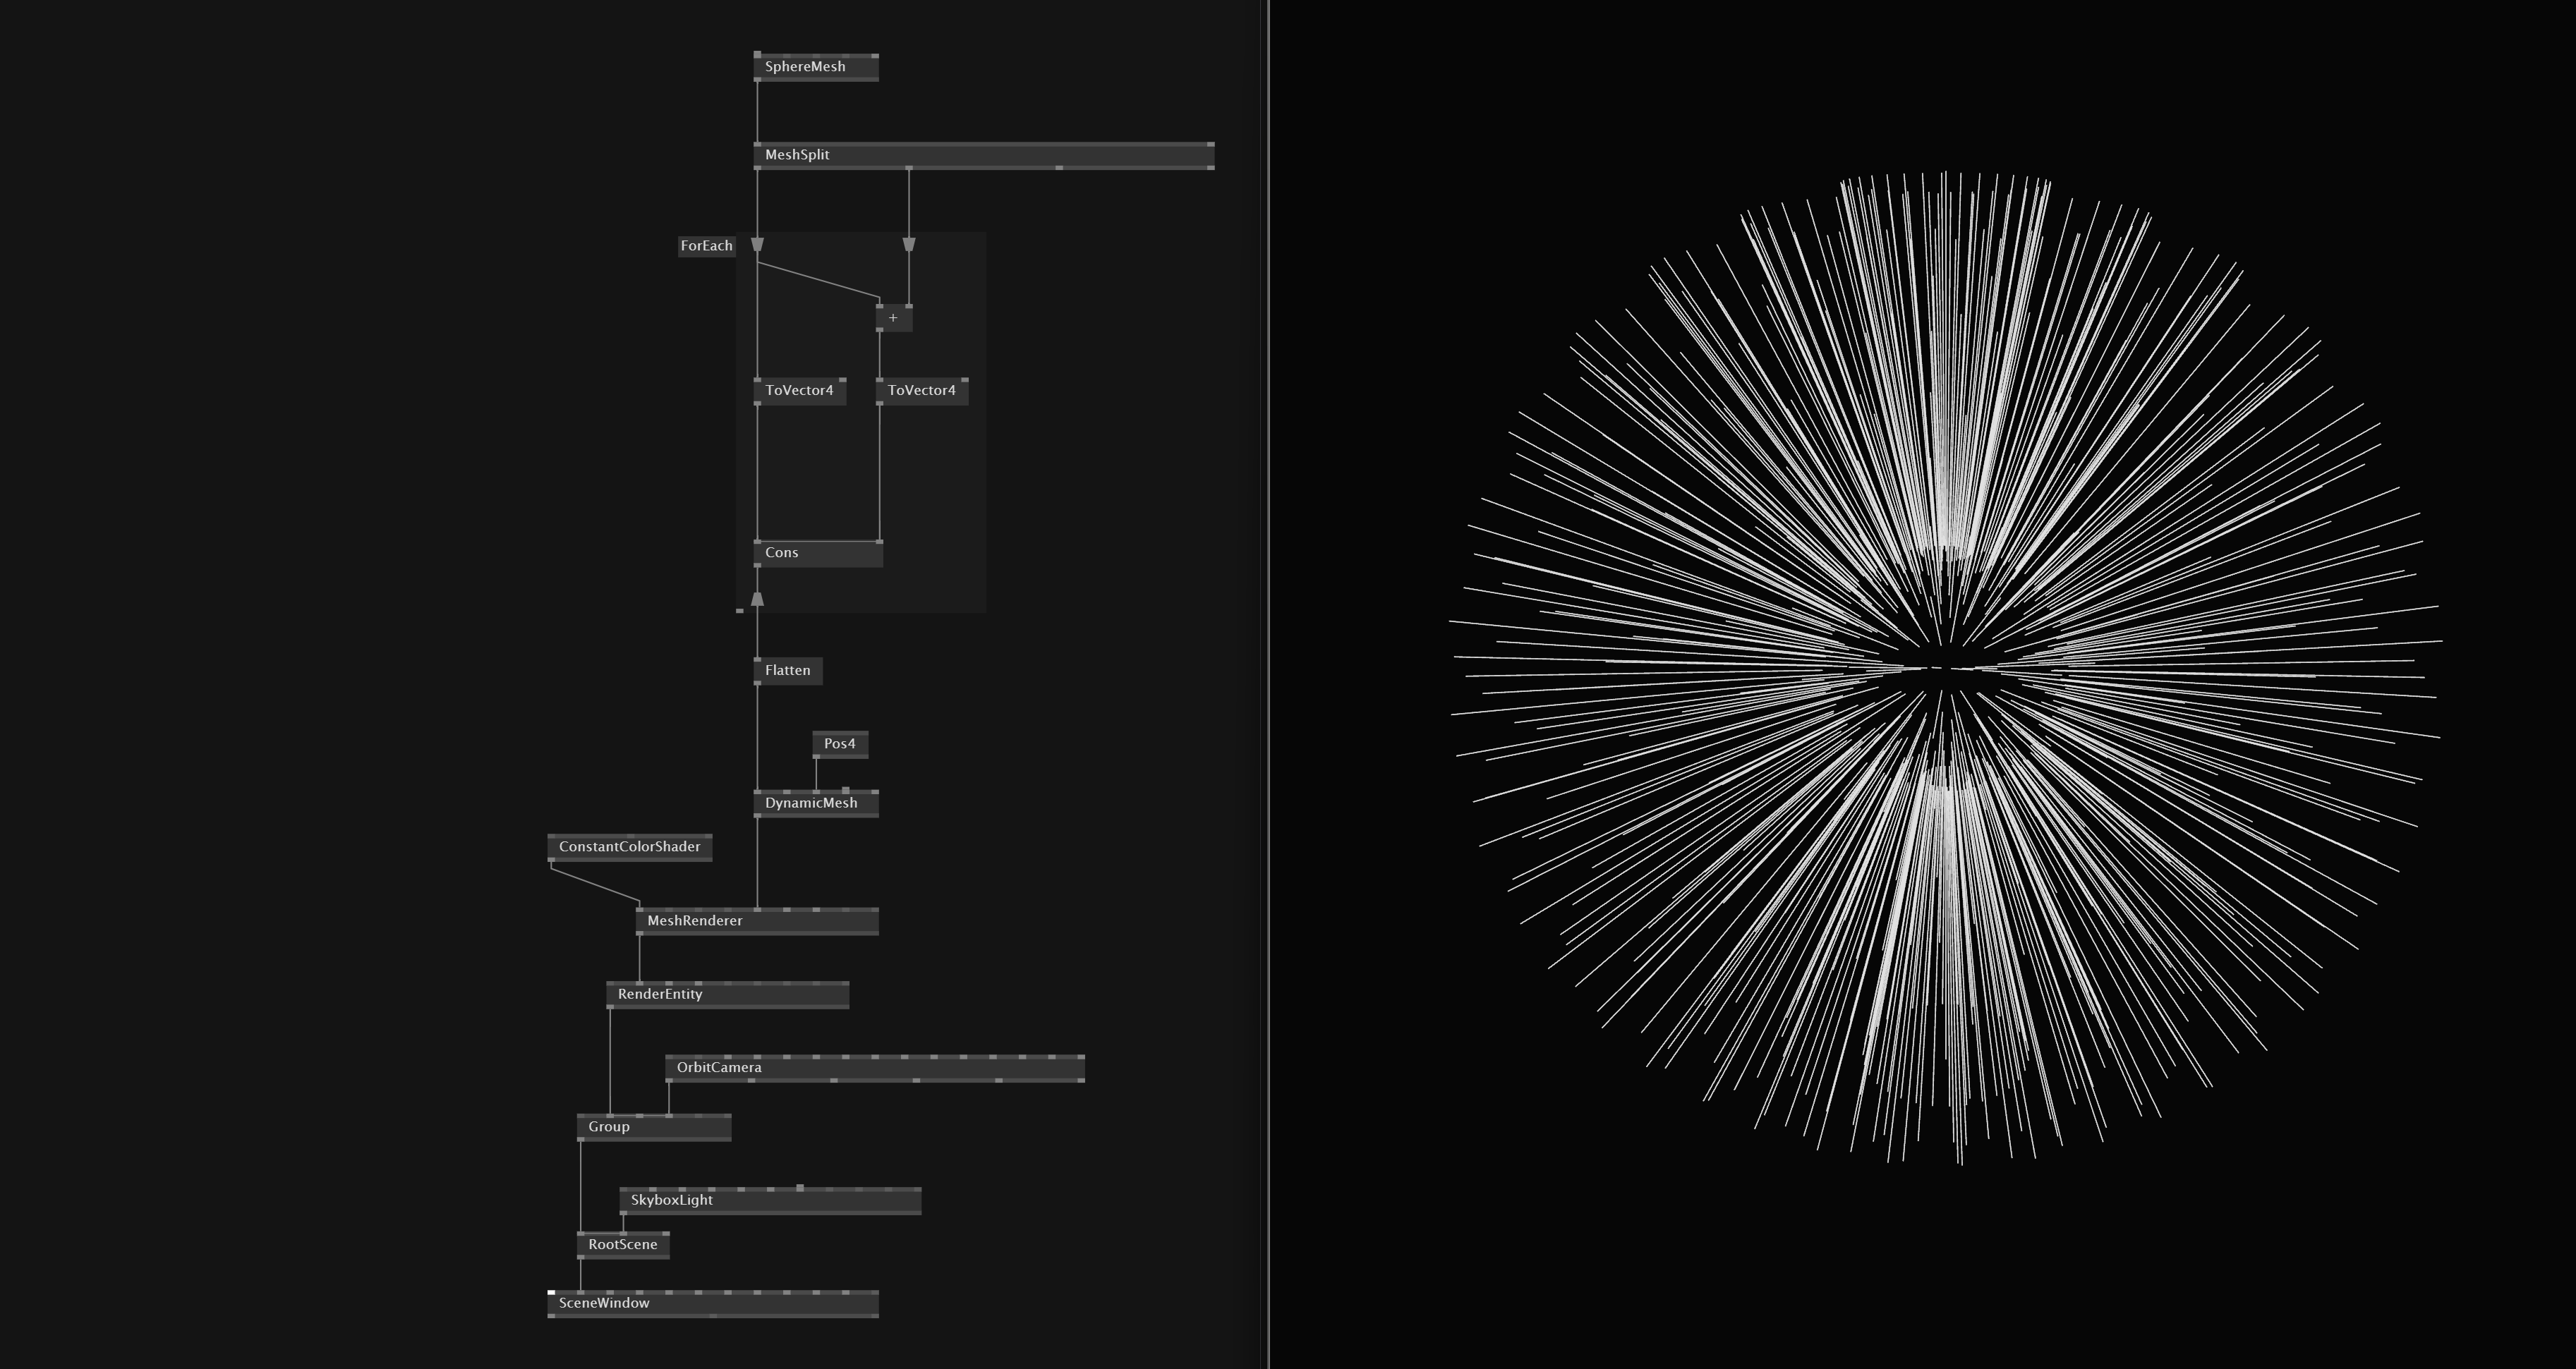 SphereMesh
MeshSplit
ForEach
+
ToVector4
ToVector4
Cons
Flatten
Pos4
DynamicMesh
ConstantColorShader
MeshRenderer
RenderEntity
OrbitCamera
Group
SkyboxLight
RootScene
SceneWindow